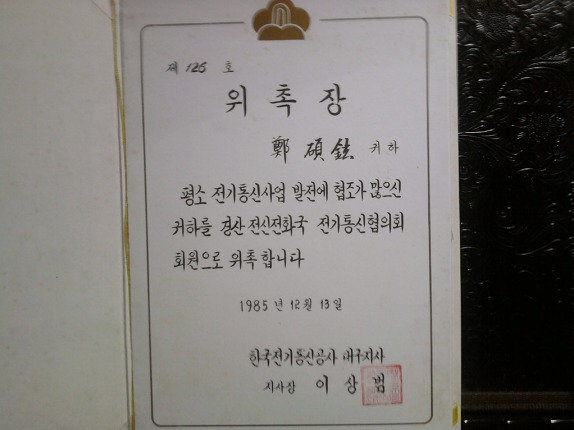 제 125 호
위 촉 장
鄭 碩 鉉 귀하
평소 전기통신사업 발전에 협조가 많으신
귀하를 경산 전신전화국 전기통신협의회
회원으로 위촉합니다
1985 년 12 월 13 일
한국전기통신공사 대구지사
지사장 이 상 범